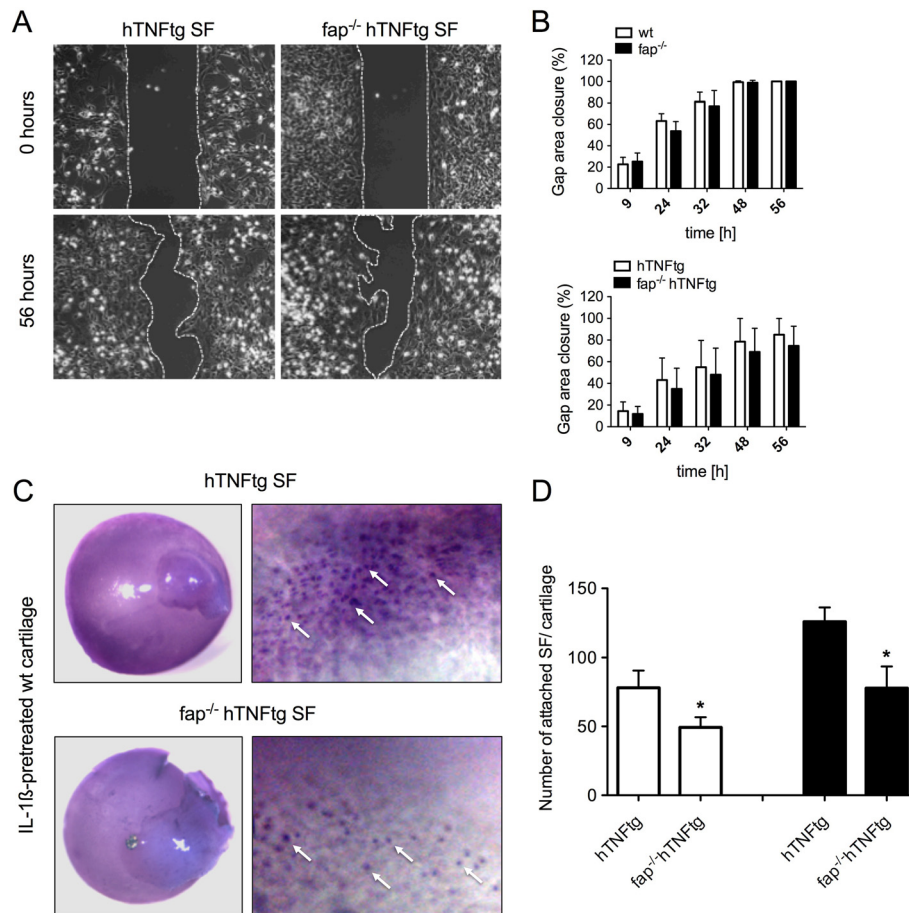 A
hTNFtg SF
fap-/- hTNFtg SF
0 hours
56 hours
B
wt
fap-/-
Gap area closure (%)
120
100
80
60
40
20
0
9 24 32 48 56
time [h]
hTNFtg
fap-/- hTNFtg
Gap area closure (%)
120
100
80
60
40
20
0
9 24 32 48 56
time [h]
C
hTNFtg SF
IL-1ß-pretreated wt cartilage
fap-/- hTNFtg SF
D
Number of attached SF/ cartilage
150
100
50
0
*
*
hTNFtg
fap-/-hTNFtg
hTNFtg
fap-/-hTNFtg